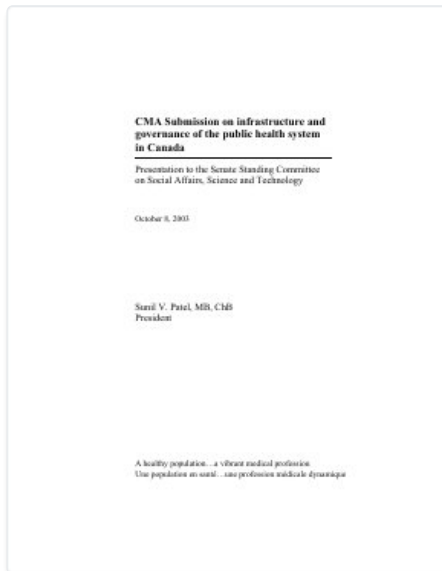 CMA Submission on infrastructure and
governance of the public health system
in Canada
Presentation to the Senate Standing Committee
on Social Affairs, Science and Technology
October 8, 2003
Sunil V. Patel, MB, ChB
President
A healthy population…a vibrant medical profession
Une population en santé…une profession médicale dynamique